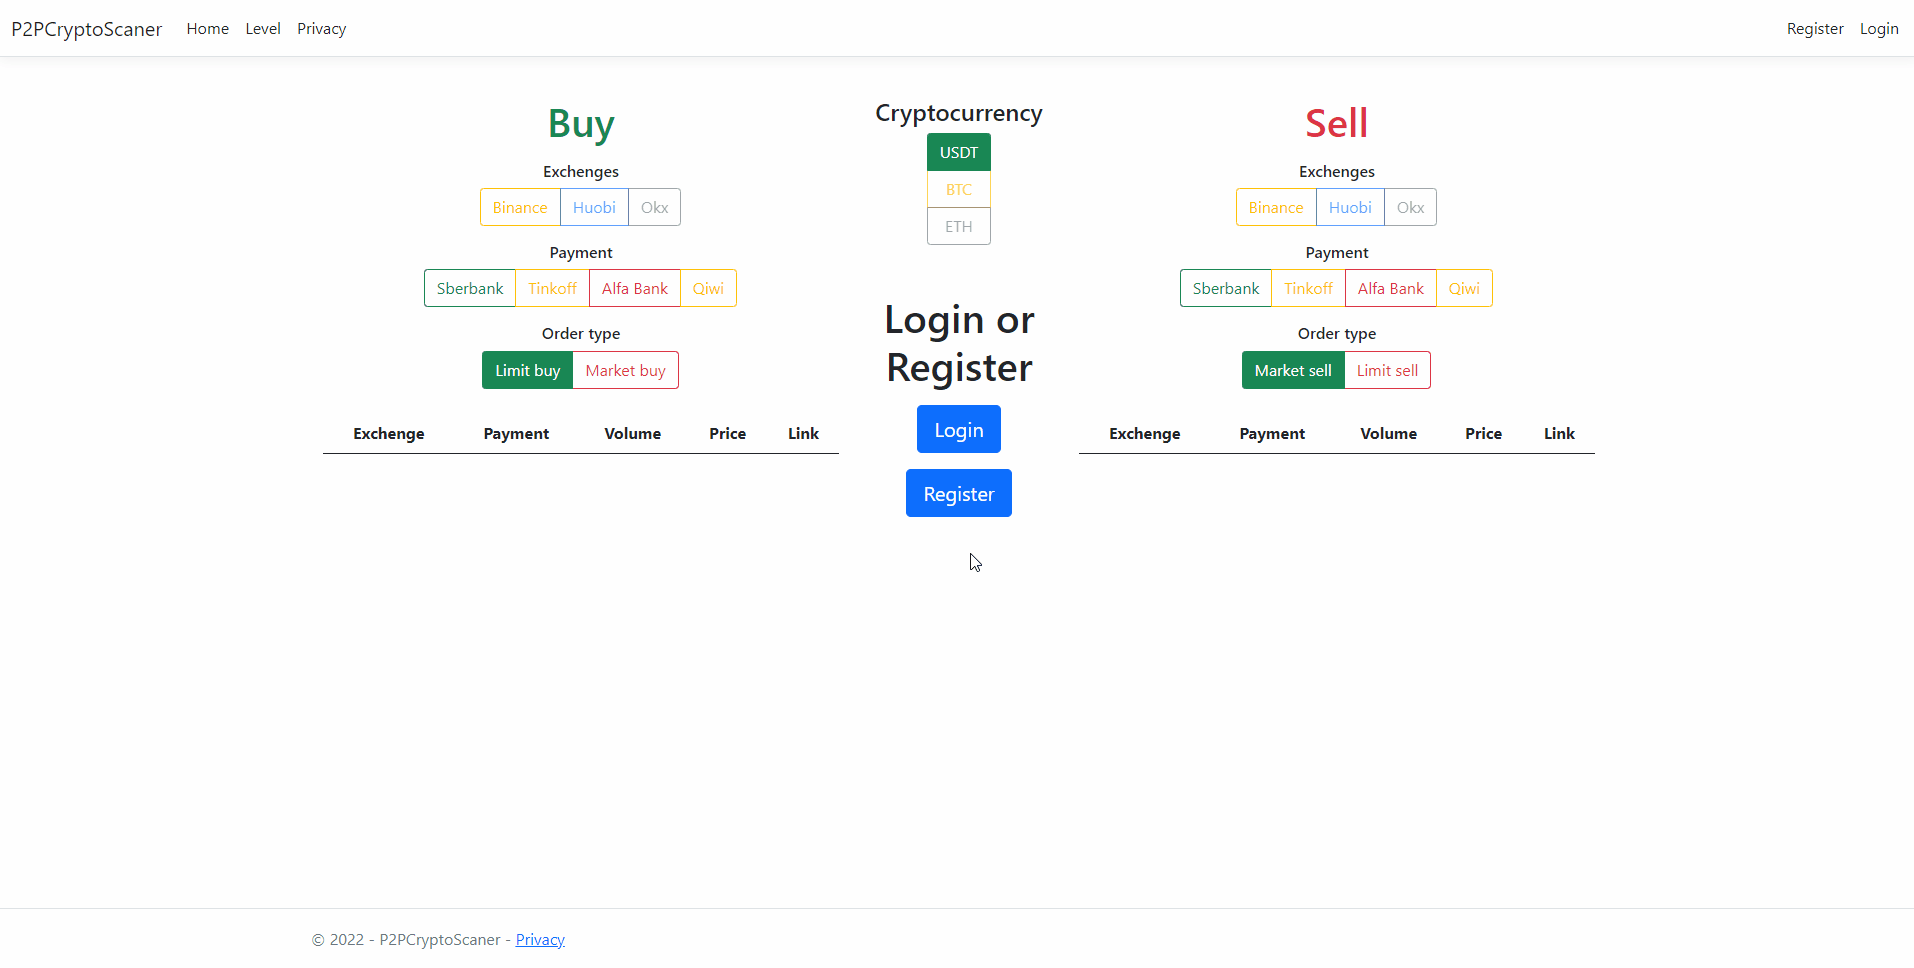 P2PCryptoScaner Home Level Privacy Register Login
Buy
Exchenges
Binance Huobi Okx
Payment
Sberbank Tinkoff Alfa Bank Qiwi
Order type
Limit buy Market buy
Exchenge Payment Volume Price Link
Cryptocurrency
USDT
BTC
ETH
Login or
Register
Login
Register
Sell
Exchenges
Binance Huobi Okx
Payment
Sberbank Tinkoff Alfa Bank Qiwi
Order type
Market sell Limit sell
Exchenge Payment Volume Price Link
© 2022 - P2PCryptoScaner - Privacy